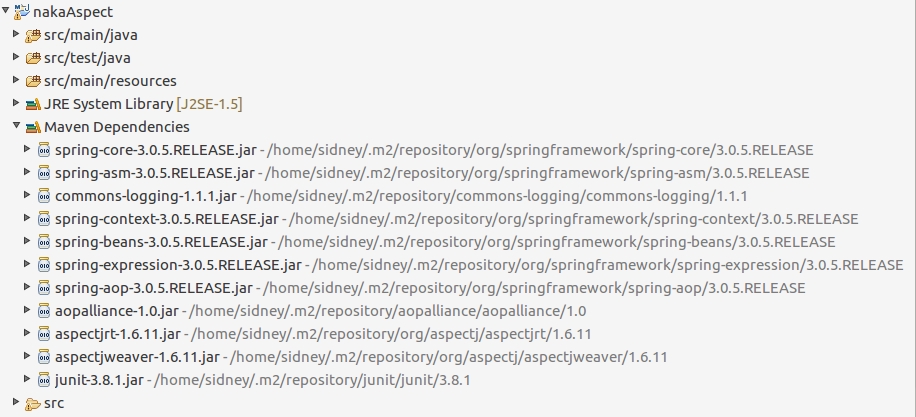 nakaAspect
src/main/java
src/test/java
src/main/resources
JRE System Library [J2SE-1.5]
Maven Dependencies
spring-core-3.0.5.RELEASE.jar - /home/sidney/.m2/repository/org/springframework/spring-core/3.0.5.RELEASE
spring-asm-3.0.5.RELEASE.jar - /home/sidney/.m2/repository/org/springframework/spring-asm/3.0.5.RELEASE
commons-logging-1.1.1.jar - /home/sidney/.m2/repository/commons-logging/commons-logging/1.1.1
spring-context-3.0.5.RELEASE.jar - /home/sidney/.m2/repository/org/springframework/spring-context/3.0.5.RELEASE
spring-beans-3.0.5.RELEASE.jar - /home/sidney/.m2/repository/org/springframework/spring-beans/3.0.5.RELEASE
spring-expression-3.0.5.RELEASE.jar - /home/sidney/.m2/repository/org/springframework/spring-expression/3.0.5.RELEASE
spring-aop-3.0.5.RELEASE.jar - /home/sidney/.m2/repository/org/springframework/spring-aop/3.0.5.RELEASE
aopalliance-1.0.jar - /home/sidney/.m2/repository/aopalliance/aopalliance/1.0
aspectjrt-1.6.11.jar - /home/sidney/.m2/repository/org/aspectj/aspectjrt/1.6.11
aspectjweaver-1.6.11.jar - /home/sidney/.m2/repository/org/aspectj/aspectjweaver/1.6.11
junit-3.8.1.jar - /home/sidney/.m2/repository/junit/junit/3.8.1
src